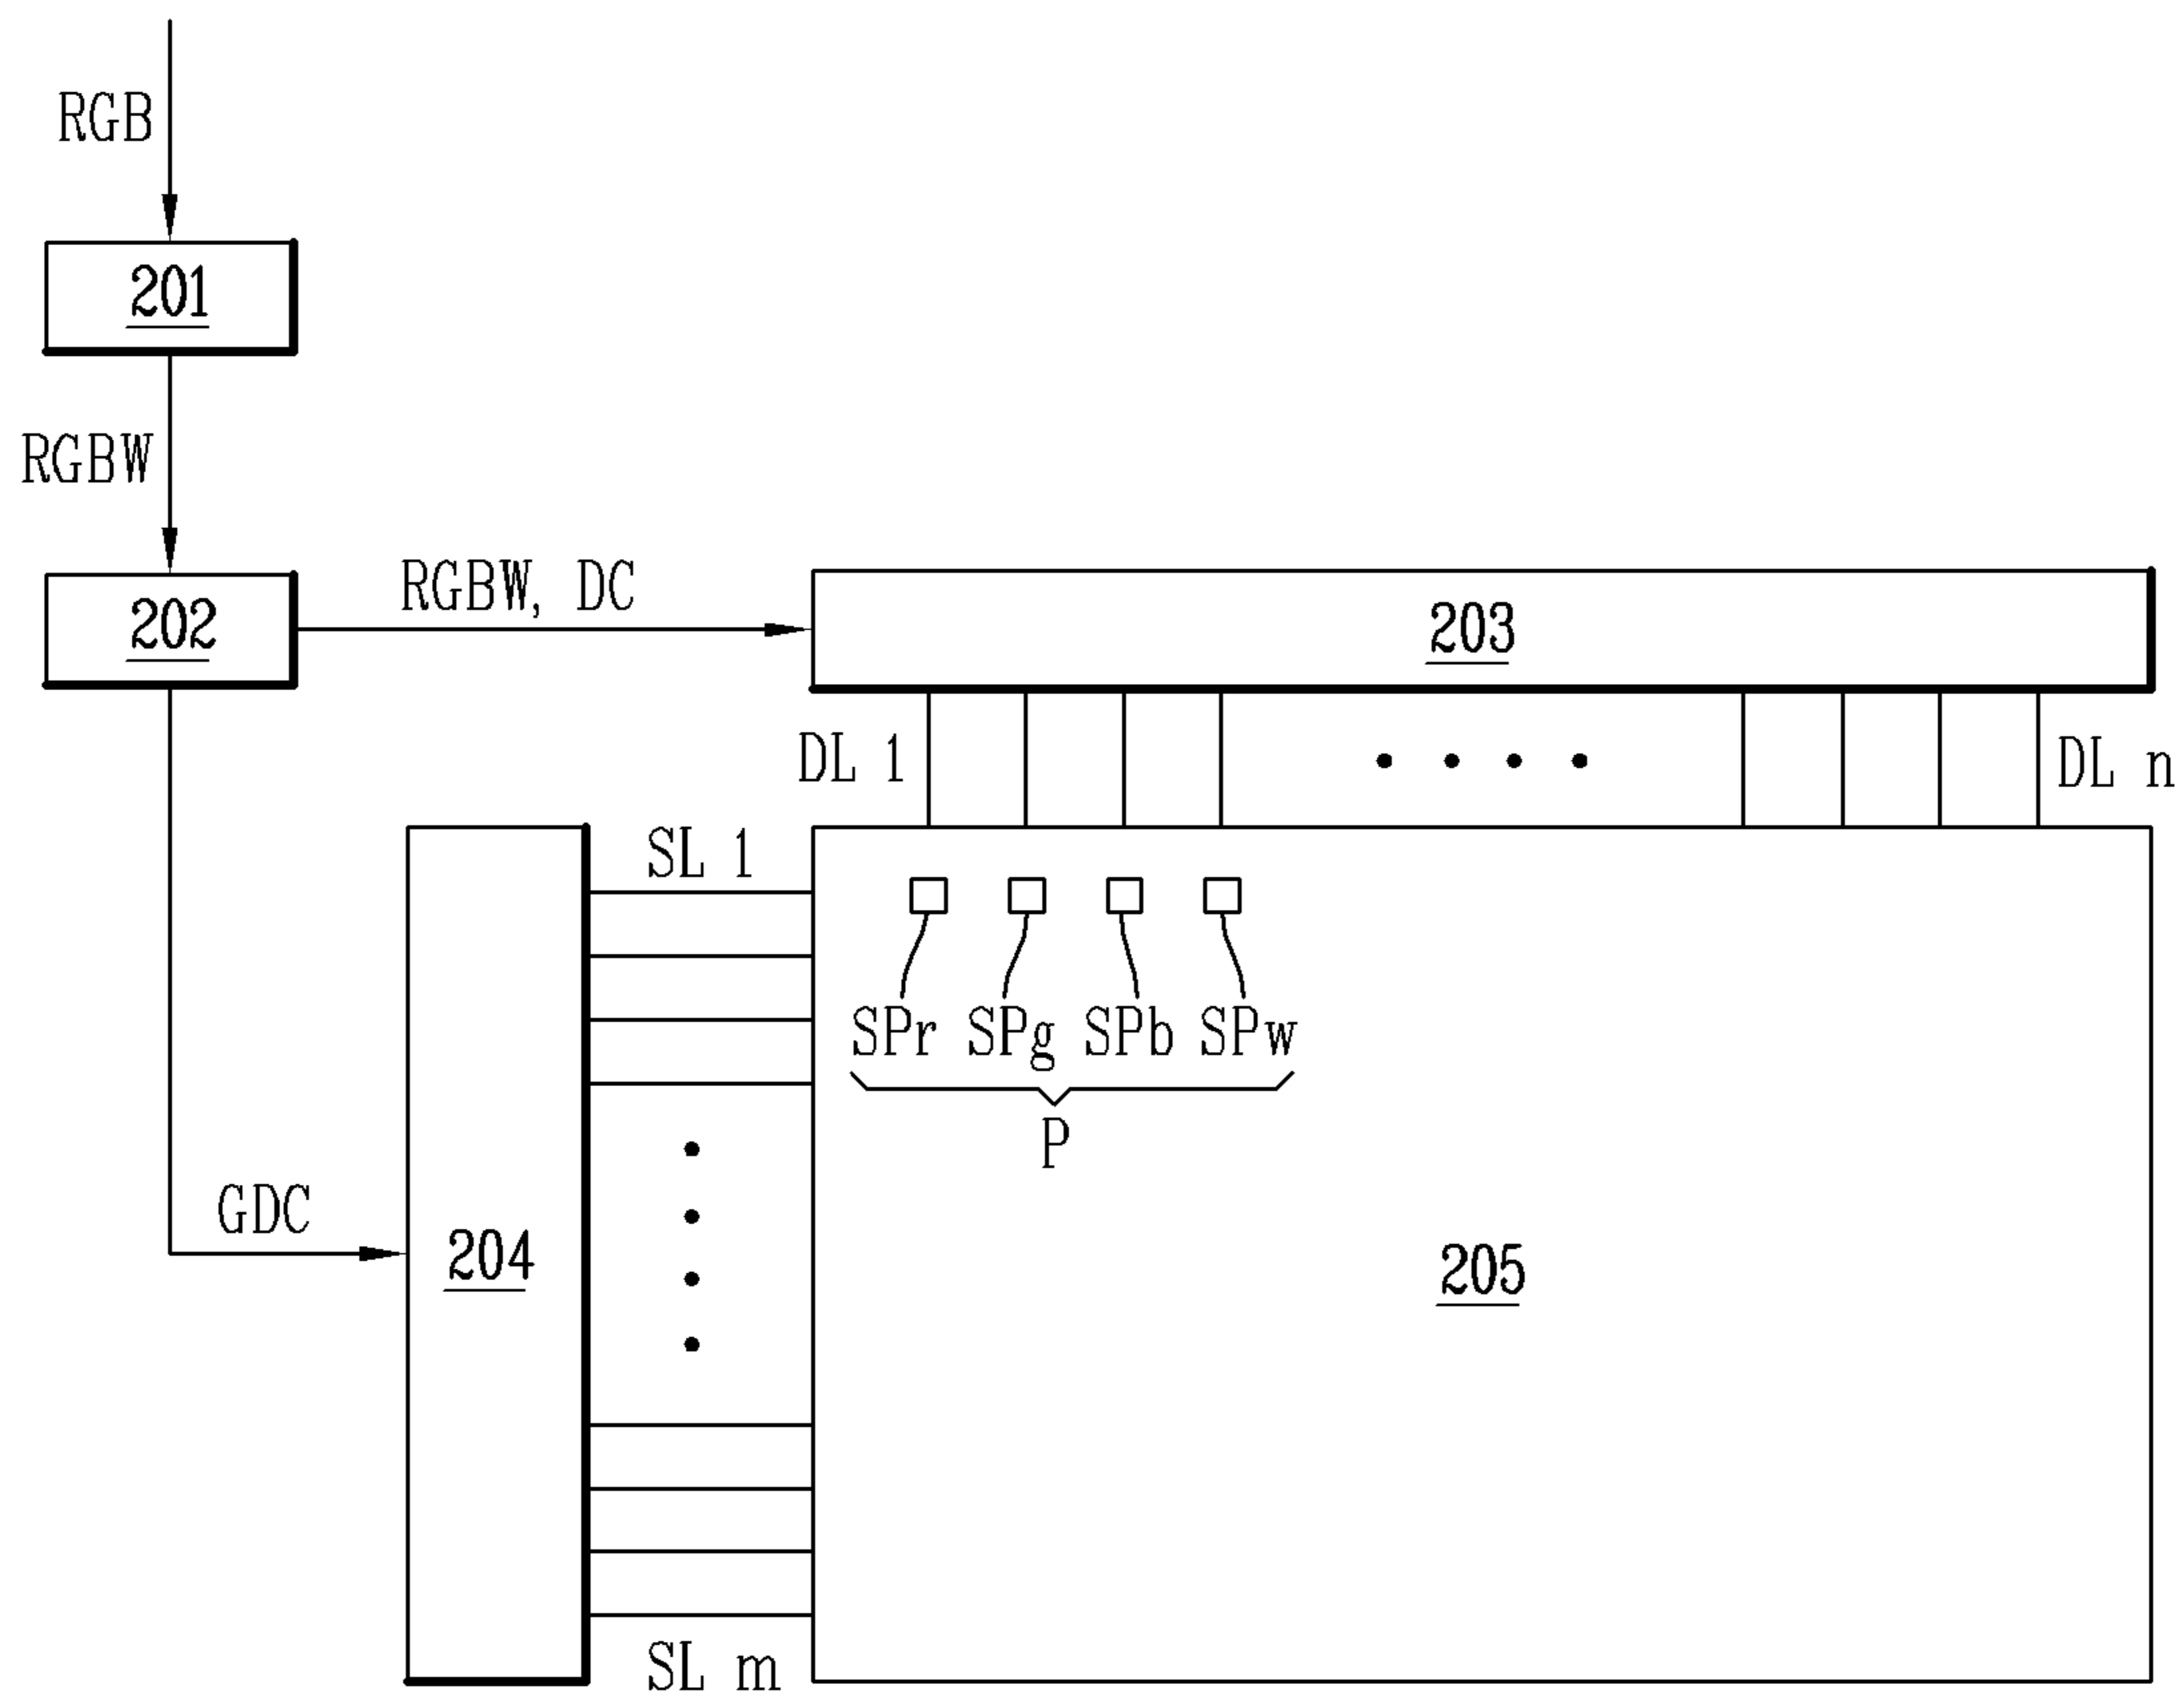 RGB
201
RGBW
202
RGBW, DC
203
DL 1
DL n
SL 1
SPr SPg SPb SPw
P
GDC
204
205
SL m